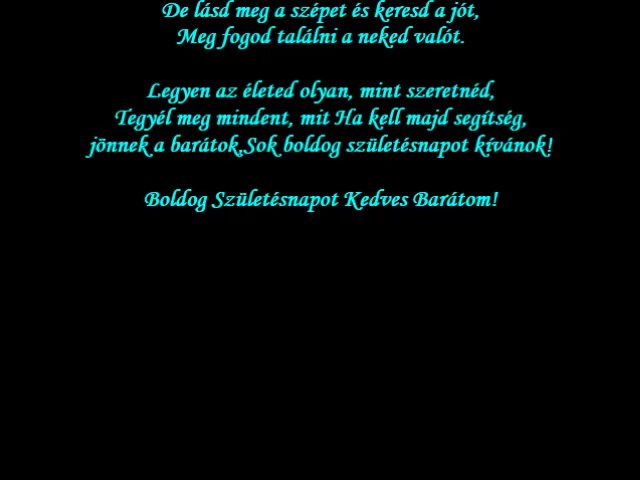 De lásd meg a szépet és keresd a jót,
Meg fogod találni a neked valót.
Legyen az életed olyan, mint szeretnéd,
Tegyél meg mindent, mit Ha kell majd segítség,
jönnek a barátok,Sok boldog születésnapot kívánok!
Boldog Születésnapot Kedves Barátom!